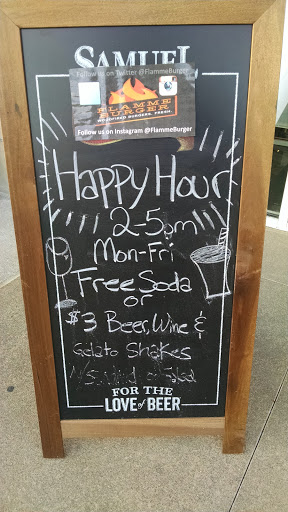 SAMUEL
Follow us on Twitter @FlammeBurger
FLAMME
BURGER
Follow us on Instagram @FlammeBurger
Happy Hour
2-5pm
Mon-Fri
Free Soda
or
$3 Beer, Wine &
Gelato Shakes
FOR THE
LOVE of BEER